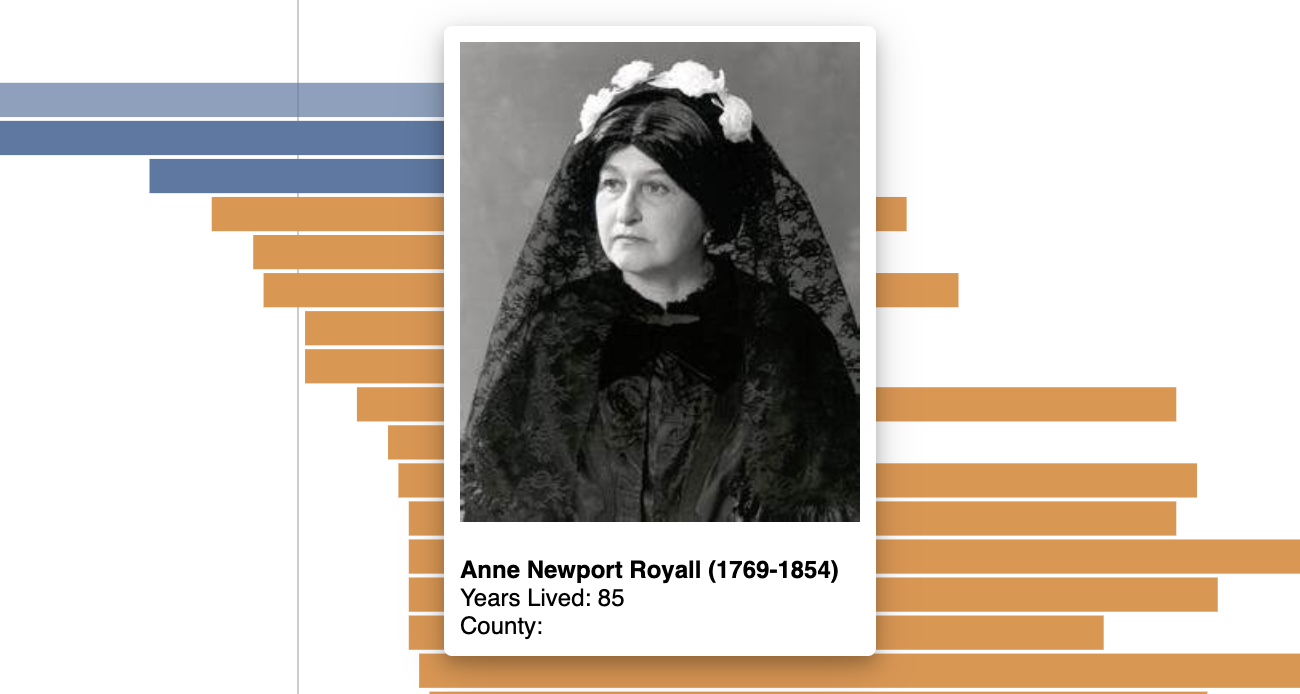 Anne Newport Royall (1769-1854)
Years Lived: 85
County: